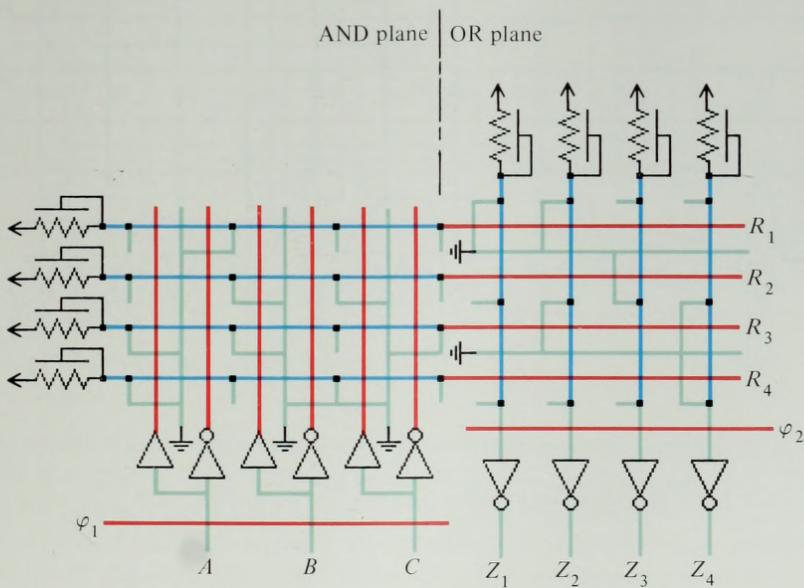 AND plane OR plane
R₁
R₂
R₃
R₄
φ₂
φ₁
A B C Z₁ Z₂ Z₃ Z₄